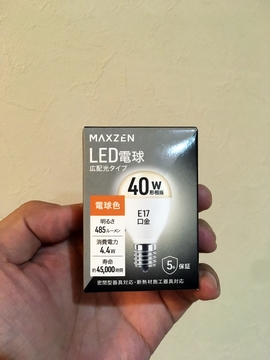 MAXZEN
LED電球
広配光タイプ
40W
形相当
E17
口金
電球色
明るさ
485ルーメン
消費電力
4.4W
寿命
約45,000時間
5年保証
密閉型器具対応・断熱材施工器具対応